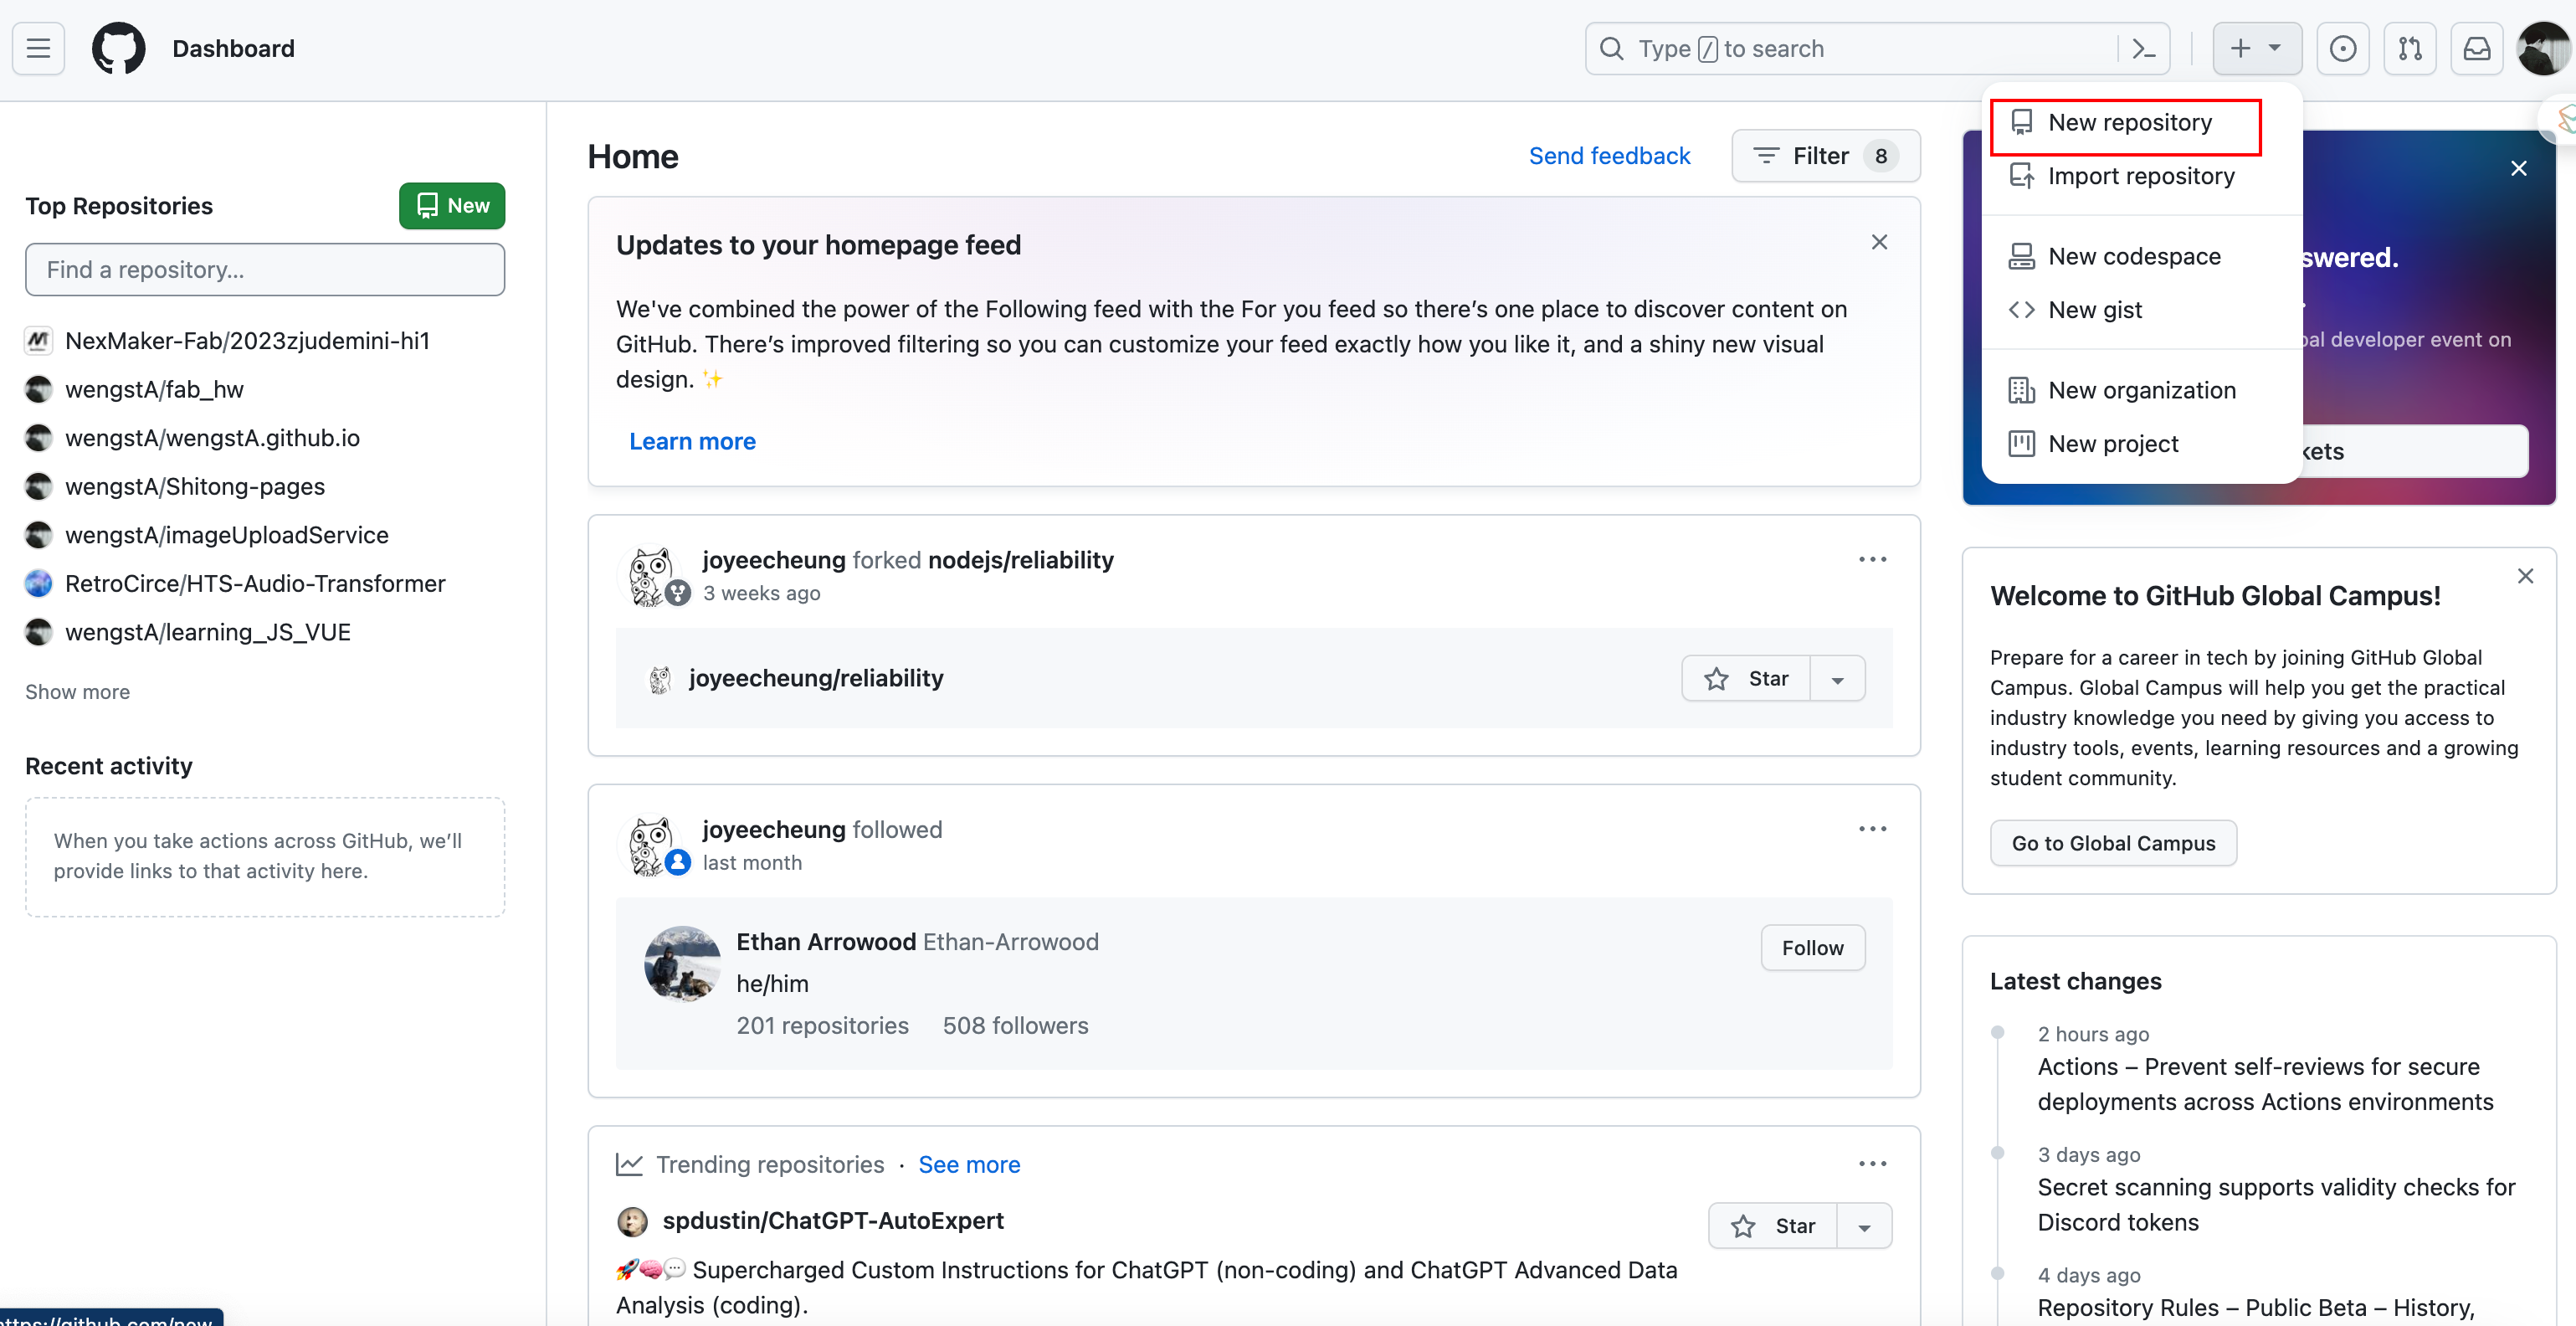 Dashboard
Type / to search
Top Repositories
New
Find a repository...
NexMaker-Fab/2023zjudemini-hi1
wengstA/fab_hw
wengstA/wengstA.github.io
wengstA/Shitong-pages
wengstA/imageUploadService
RetroCirce/HTS-Audio-Transformer
wengstA/learning_JS_VUE
Show more
Recent activity
When you take actions across GitHub, we’ll
provide links to that activity here.
https://github.com/new
Home
Send feedback
Filter 8
Updates to your homepage feed
We've combined the power of the Following feed with the For you feed so there’s one place to discover content on
GitHub. There’s improved filtering so you can customize your feed exactly how you like it, and a shiny new visual
design. ✨
Learn more
joyeecheung forked nodejs/reliability
3 weeks ago
joyeecheung/reliability
Star
joyeecheung followed
last month
Ethan Arrowood Ethan-Arrowood
he/him
201 repositories 508 followers
Follow
Trending repositories · See more
spdustin/ChatGPT-AutoExpert
Star
🚀🧠💬 Supercharged Custom Instructions for ChatGPT (non-coding) and ChatGPT Advanced Data
Analysis (coding).
New repository
Import repository
New codespace
New gist
New organization
New project
swered.
bal developer event on
kets
Welcome to GitHub Global Campus!
Prepare for a career in tech by joining GitHub Global
Campus. Global Campus will help you get the practical
industry knowledge you need by giving you access to
industry tools, events, learning resources and a growing
student community.
Go to Global Campus
Latest changes
2 hours ago
Actions – Prevent self-reviews for secure
deployments across Actions environments
3 days ago
Secret scanning supports validity checks for
Discord tokens
4 days ago
Repository Rules – Public Beta – History,